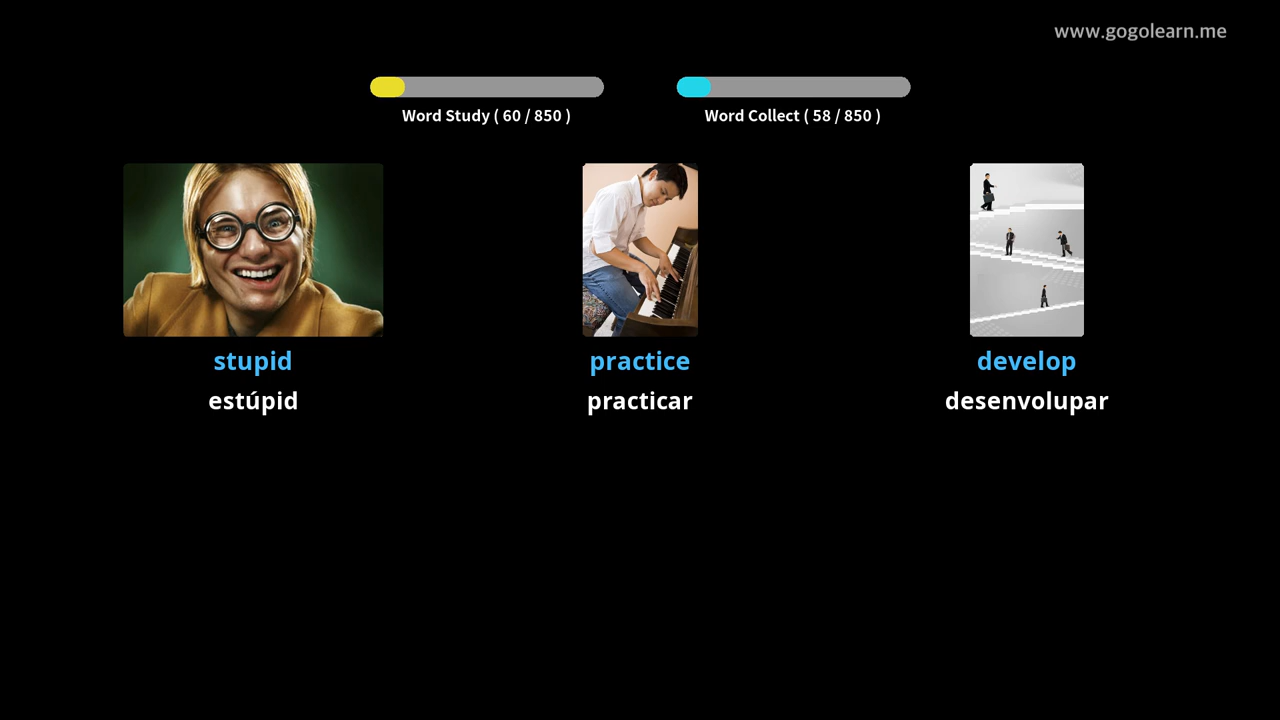 www.gogolearn.me
Word Study ( 60 / 850 )
Word Collect ( 58 / 850 )
stupid
practice
develop
estúpid
practicar
desenvolupar